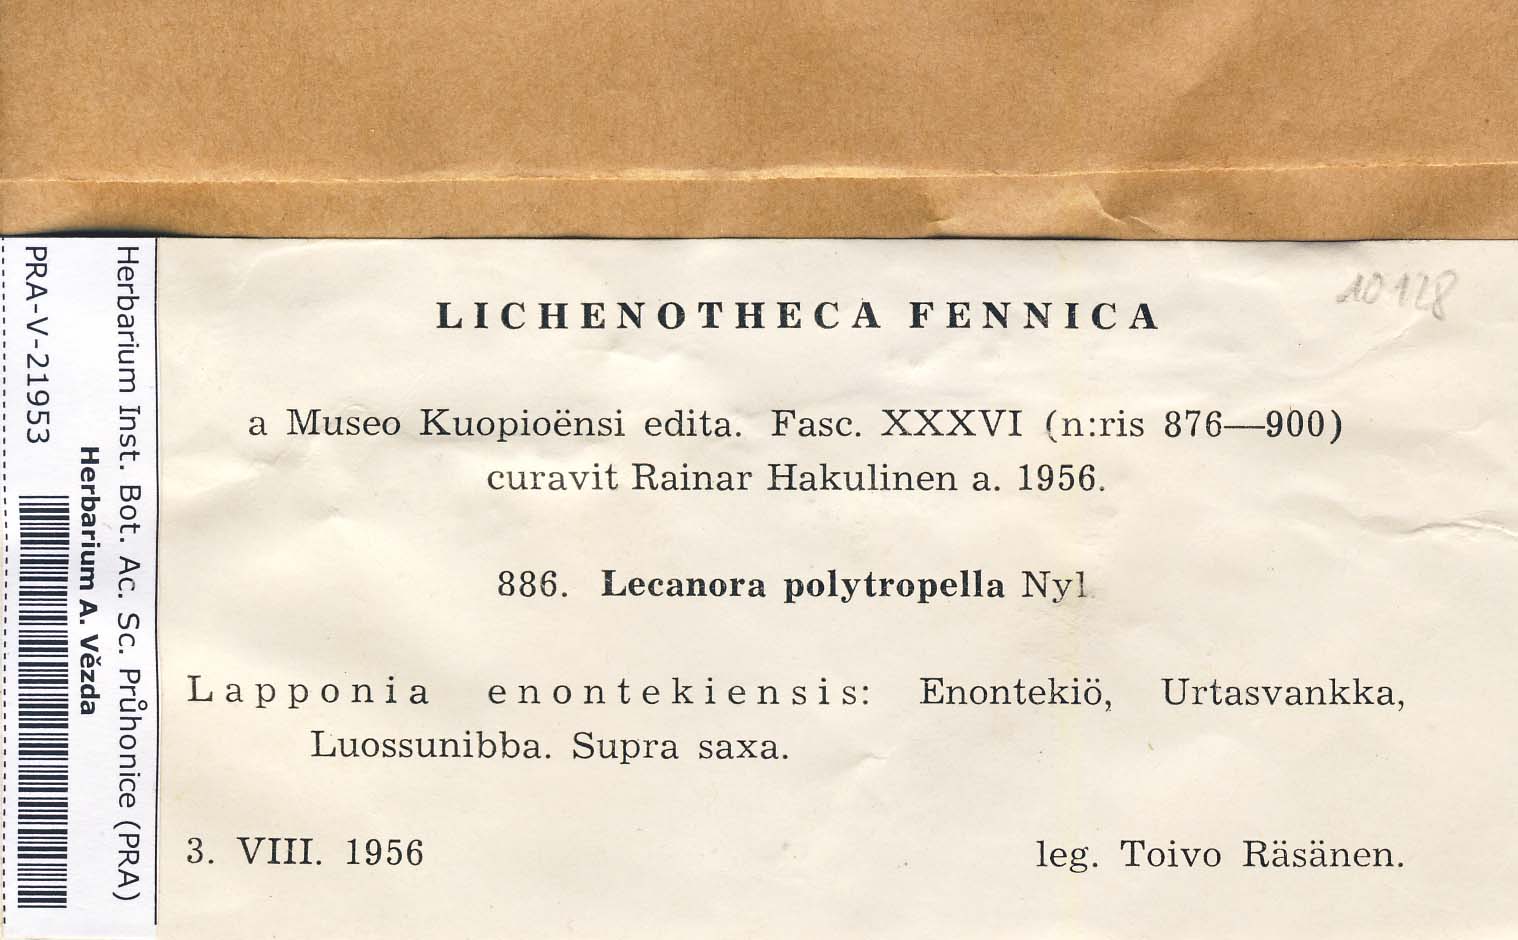 10128
LICHENOTHECA FENNICA
a Museo Kuopioënsi edita. Fasc. XXXVI (n:ris 876—900)
curavit Rainar Hakulinen a. 1956.
886. Lecanora polytropella Nyl.
Lapponia enontekiensis: Enontekiö, Urtasvankka,
Luossunibba. Supra saxa.
3. VIII. 1956 leg. Toivo Räsänen.
Herbarium Inst. Bot. Ac. Sc. Průhonice (PRA)
Herbarium A. Vězda
PRA-V-21953